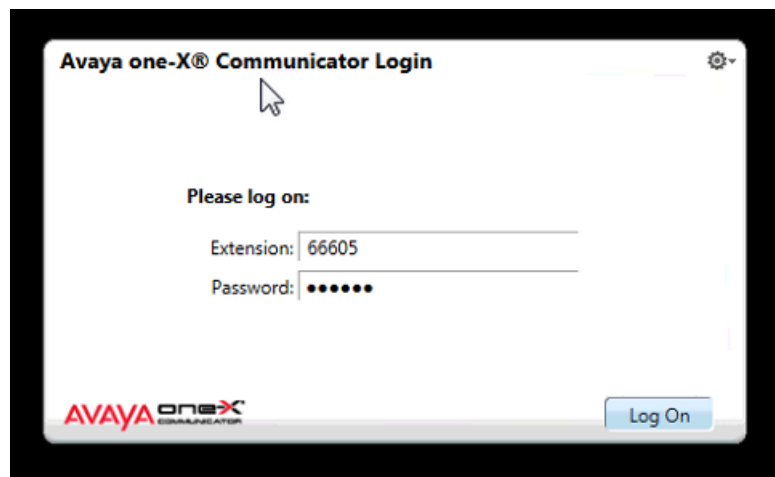 Avaya one-X® Communicator Login
Please log on:
Extension: 66605
Password: ●●●●●●
AVAYA one-X
COMMUNICATOR
Log On